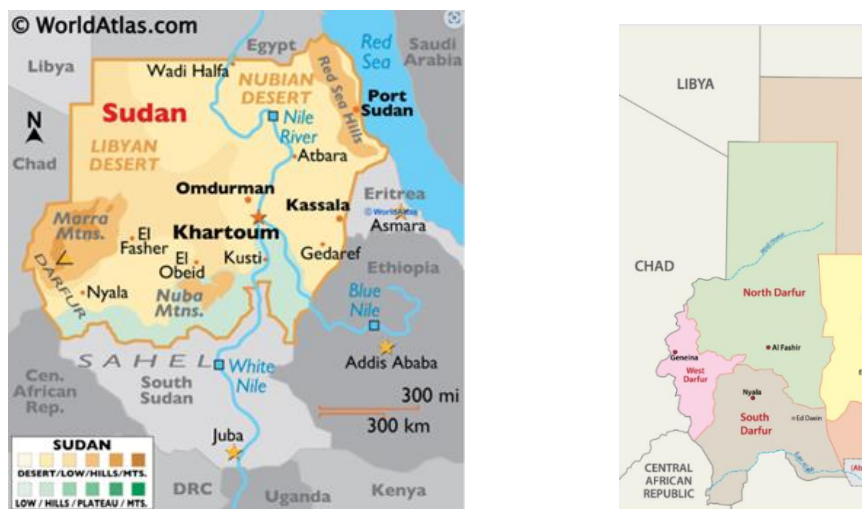 © WorldAtlas.com
Egypt
Red
Sea
Saudi
Arabia
Libya
Wadi Halfa
NUBIAN
DESERT
Red Sea Hills
Sudan
Port
Sudan
N
Nile
River
LIBYAN
DESERT
Atbara
Chad
Omdurman
Eritrea
Kassala
© WorldAtlas
Marra
Mtns.
El
Fasher
Khartoum
Asmara
El
Obeid
Kusti
Gedaref
DARFUR
Ethiopia
Nyala
Nuba
Mtns.
Blue
Nile
SAHEL
White
Nile
Addis Ababa
Cen.
African
Rep.
South
Sudan
300 mi
300 km
Juba
SUDAN
DESERT/LOW/HILLS/MTS.
LOW / HILLS / PLATEAU / MTS.
DRC
Uganda
Kenya
LIBYA
CHAD
North Darfur
Al Fashir
Geneina
West
Darfur
Nyala
South
Darfur
Ed Daein
CENTRAL
AFRICAN
REPUBLIC
(Ab